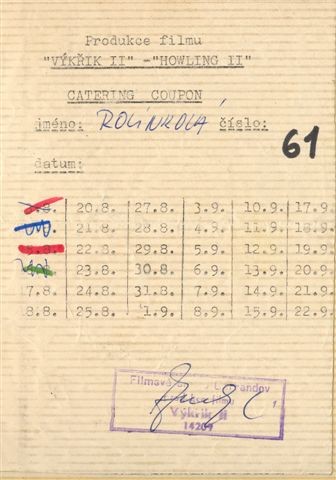 Produkce filmu
"VÝKŘIK II" -"HOWLING II"
CATERING COUPON
jméno: ROLÍNKOVÁ číslo:
61
datum:
20.8. 27.8. 3.9. 10.9. 17.9.
21.8. 28.8. 4.9. 11.9. 18.9.
15.8. 22.8. 29.8. 5.9. 12.9. 19.9.
23.8. 30.8. 6.9. 13.9. 20.9.
17.8. 24.8. 31.8. 7.9. 14.9. 21.9.
18.8. 25.8. 1.9. 8.9. 15.9. 22.9.
Filmové
Výkřik II